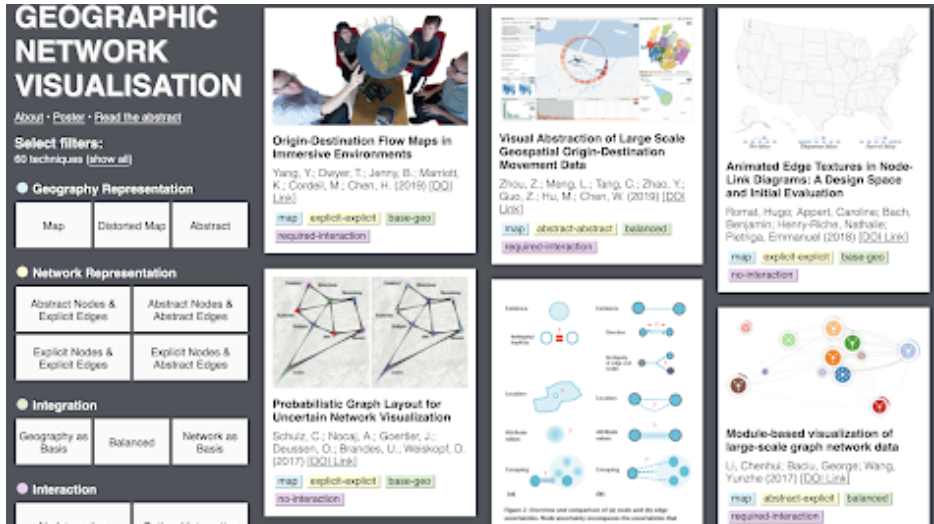 GEOGRAPHIC
NETWORK
VISUALISATION
About • Poster • Read the abstract
Select filters:
60 techniques (show all)
Geography Representation
Map
Distorted Map
Abstract
Network Representation
Abstract Nodes &
Explicit Edges
Abstract Nodes &
Abstract Edges
Explicit Nodes &
Explicit Edges
Explicit Nodes &
Abstract Edges
Integration
Geography as
Basis
Balanced
Network as
Basis
Interaction
Origin-Destination Flow Maps in
Immersive Environments
Yang, Y.; Dwyer, T.; Jenny, B.; Marriott,
K.; Cordeil, M.; Chen, H. (2019) [DOI
Link]
map explicit-explicit base-geo
required-interaction
Probabilistic Graph Layout for
Uncertain Network Visualization
Schulz, C.; Nocaj, A.; Goertler, J.;
Deussen, O.; Brandes, U.; Weiskopf, D.
(2017) [DOI Link]
map explicit-explicit base-geo
no-interaction
Visual Abstraction of Large Scale
Geospatial Origin-Destination
Movement Data
Zhou, Z.; Meng, L.; Tang, C.; Zhao, Y.;
Guo, Z.; Hu, M.; Chen, W. (2019) [DOI
Link]
map abstract-abstract balanced
required-interaction
Existence
Existence
Direction
Location
Location
Attribute
values
Attribute
values
Grouping
Grouping
(a)
(b)
Figure 2. Overview and comparison of (a) node and (b) edge
Animated Edge Textures in Node-
Link Diagrams: A Design Space
and Initial Evaluation
Romat, Hugo; Appert, Caroline; Bach,
Benjamin; Henry-Riche, Nathalie;
Pietriga, Emmanuel (2018) [DOI Link]
map explicit-explicit base-geo
no-interaction
Module-based visualization of
large-scale graph network data
Li, Chenhui; Baciu, George; Wang,
Yunzhe (2017) [DOI Link]
map abstract-explicit balanced
required-interaction